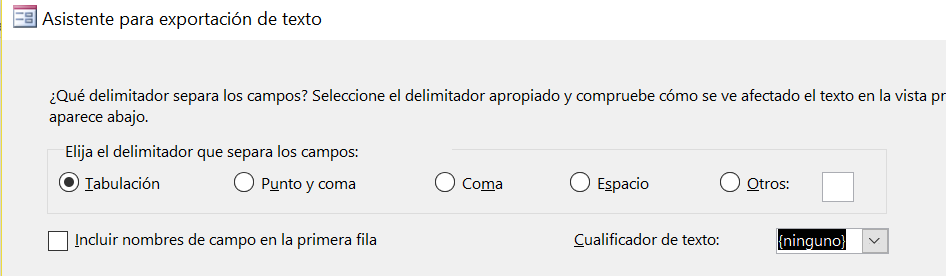 Asistente para exportación de texto
¿Qué delimitador separa los campos? Seleccione el delimitador apropiado y compruebe cómo se ve afectado el texto en la vista
aparece abajo.
Elija el delimitador que separa los campos:
Tabulación Punto y coma Coma Espacio Otros:
Incluir nombres de campo en la primera fila Cualificador de texto: {ninguno}